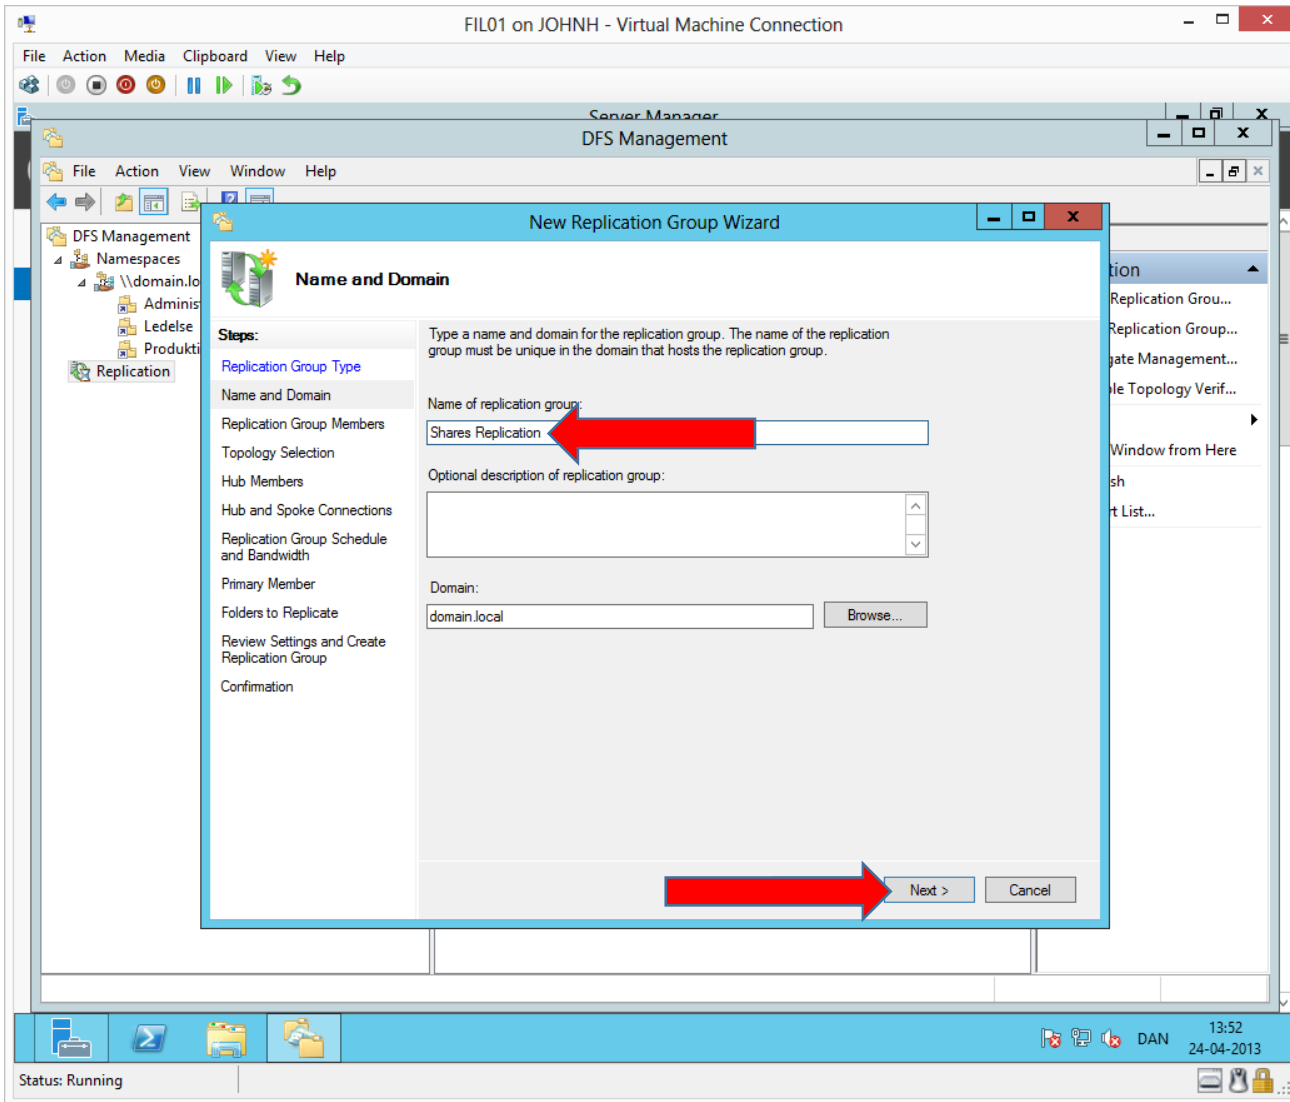 FIL01 on JOHNH - Virtual Machine Connection
File Action Media Clipboard View Help
Server Manager
DFS Management
File Action View Window Help
New Replication Group Wizard
DFS Management
Namespaces
\\domain.lo
Adminis
Ledelse
Produkti
Replication
Name and Domain
Steps:
Replication Group Type
Name and Domain
Replication Group Members
Topology Selection
Hub Members
Hub and Spoke Connections
Replication Group Schedule
and Bandwidth
Primary Member
Folders to Replicate
Review Settings and Create
Replication Group
Confirmation
Type a name and domain for the replication group. The name of the replication
group must be unique in the domain that hosts the replication group.
Name of replication group:
Shares Replication
Optional description of replication group:
Domain:
domain.local
Browse...
Next >
Cancel
tion
Replication Grou...
Replication Group...
gate Management...
le Topology Verif...
Window from Here
sh
t List...
DAN
13:52
24-04-2013
Status: Running